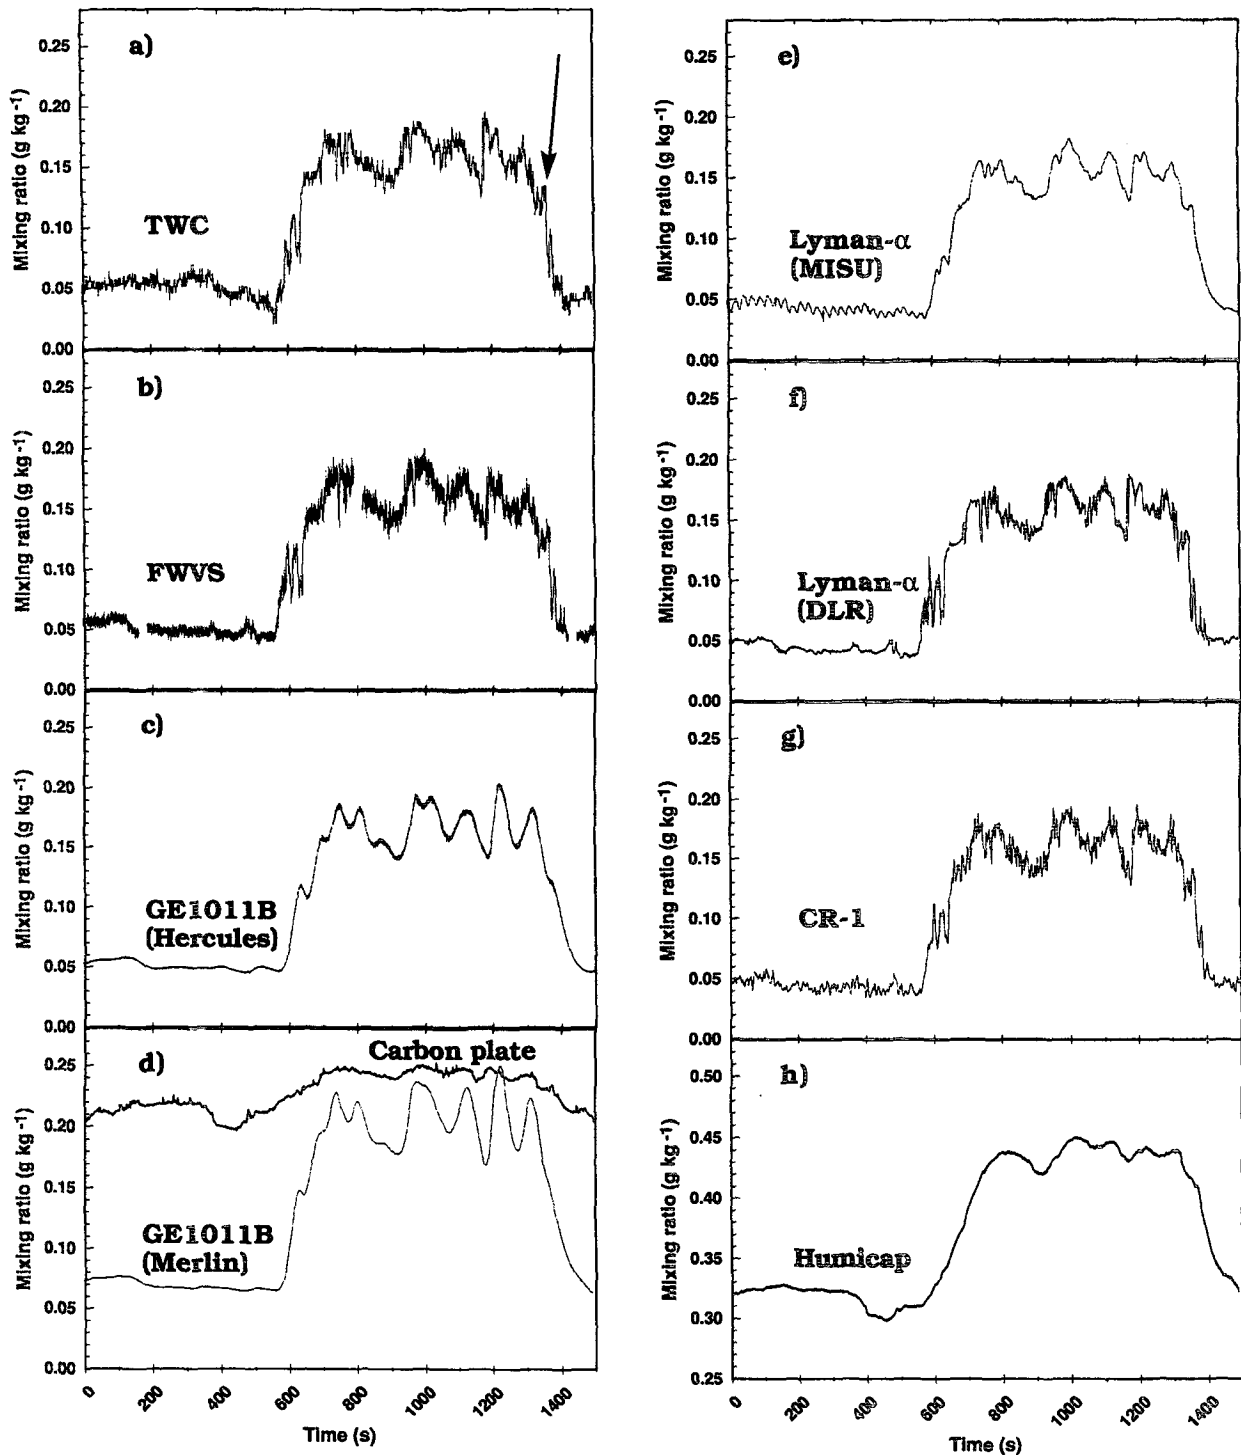 a)
TWC
Mixing ratio (g kg⁻¹)
0.25
0.20
0.15
0.10
0.05
0.00
b)
FWVS
Mixing ratio (g kg⁻¹)
0.25
0.20
0.15
0.10
0.05
0.00
c)
GE1011B
(Hercules)
Mixing ratio (g kg⁻¹)
0.25
0.20
0.15
0.10
0.05
0.00
d)
Carbon plate
GE1011B
(Merlin)
Mixing ratio (g kg⁻¹)
0.25
0.20
0.15
0.10
0.05
0.00
0 200 400 600 800 1000 1200 1400
Time (s)
e)
Lyman-α
(MISU)
Mixing ratio (g kg⁻¹)
0.25
0.20
0.15
0.10
0.05
0.00
f)
Lyman-α
(DLR)
Mixing ratio (g kg⁻¹)
0.25
0.20
0.15
0.10
0.05
0.00
g)
CR-1
Mixing ratio (g kg⁻¹)
0.25
0.20
0.15
0.10
0.05
0.00
h)
Humicap
Mixing ratio (g kg⁻¹)
0.50
0.45
0.40
0.35
0.30
0.25
0 200 400 600 800 1000 1200 1400
Time (s)